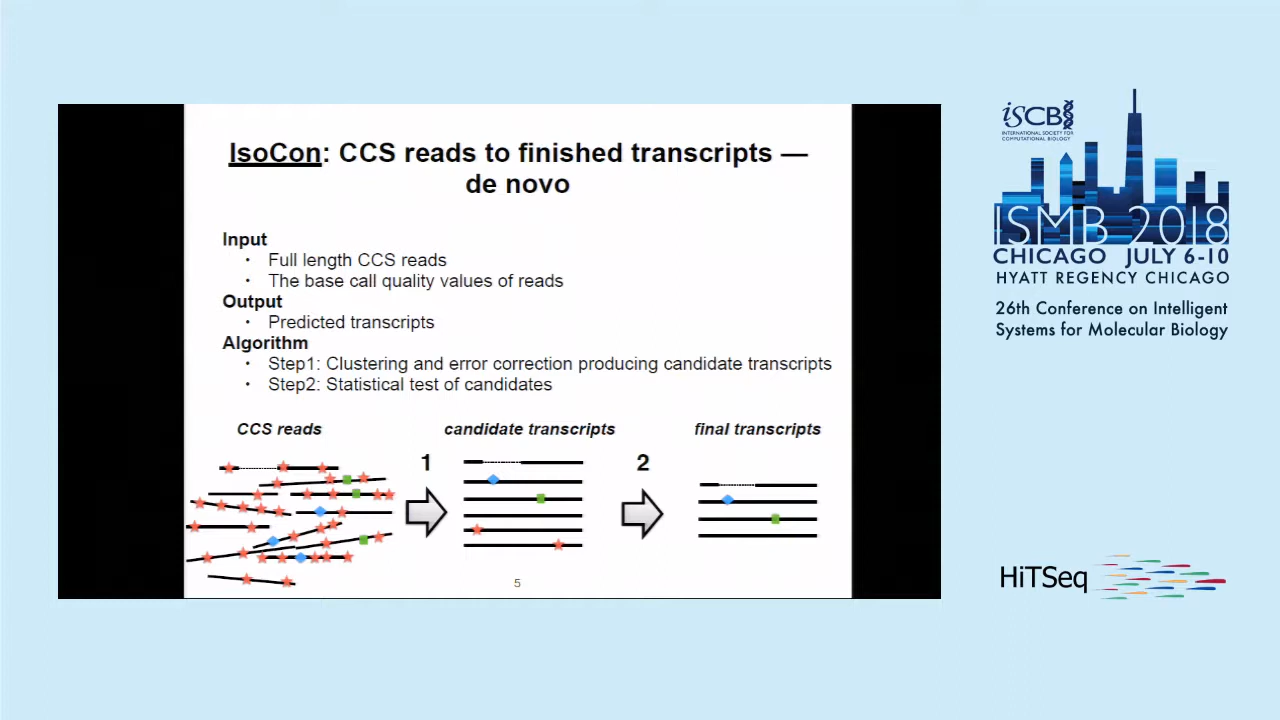 IsoCon: CCS reads to finished transcripts —
de novo
Input
• Full length CCS reads
• The base call quality values of reads
Output
• Predicted transcripts
Algorithm
• Step1: Clustering and error correction producing candidate transcripts
• Step2: Statistical test of candidates
CCS reads
candidate transcripts
final transcripts
1
2
5
iSCB
INTERNATIONAL SOCIETY FOR
COMPUTATIONAL BIOLOGY
ISMB 2018
CHICAGO JULY 6-10
HYATT REGENCY CHICAGO
26th Conference on Intelligent
Systems for Molecular Biology
HiTSeq